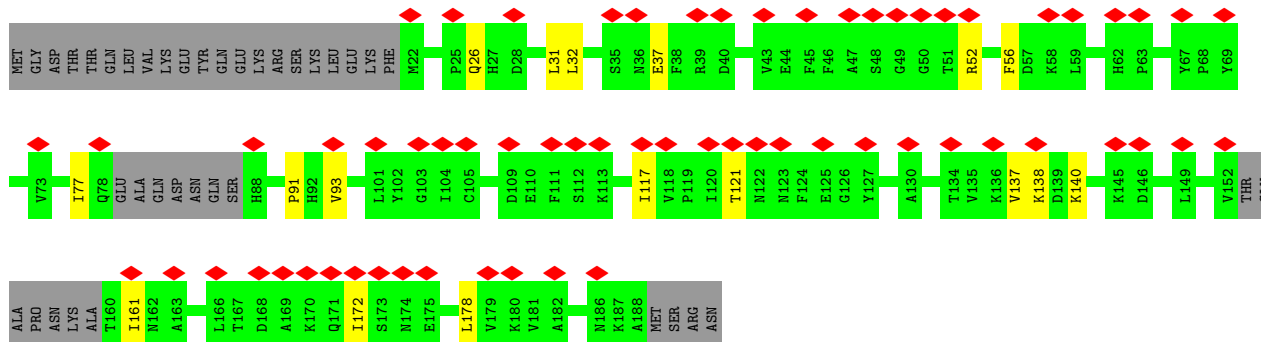 MET GLY ASP THR THR GLN LEU VAL LYS GLU TYR GLN GLU LYS ARG SER LYS LEU GLU LYS PHE M22 P25 Q26 H27 D28 L31 L32 S35 N36 E37 F38 R39 D40 V43 E44 F45 F46 A47 S48 G49 G50 T51 R52 F56 D57 K58 L59 H62 P63 Y67 P68 Y69
V73 I77 Q78 GLU ALA GLN ASP ASN GLN SER H88 P91 H92 V93 L101 Y102 G103 I104 C105 D109 E110 F111 S112 K113 I117 V118 P119 I120 T121 N122 N123 F124 E125 G126 Y127 A130 T134 V135 K136 V137 K138 D139 K140 K145 D146 L149 V152 THR
ALA PRO ASN LYS ALA T160 I161 N162 A163 L166 T167 D168 A169 K170 Q171 I172 S173 N174 E175 L178 V179 K180 V181 A182 N186 K187 A188 MET SER ARG ASN